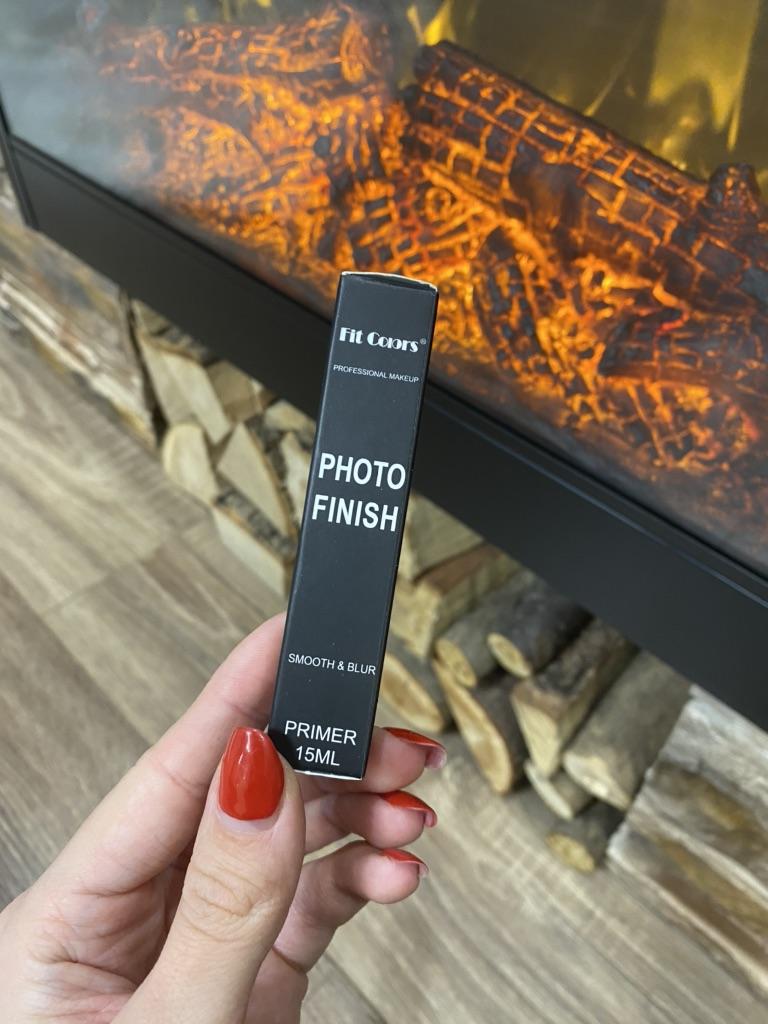 Fit Colors®
PROFESSIONAL MAKEUP
PHOTO
FINISH
SMOOTH & BLUR
PRIMER
15ML